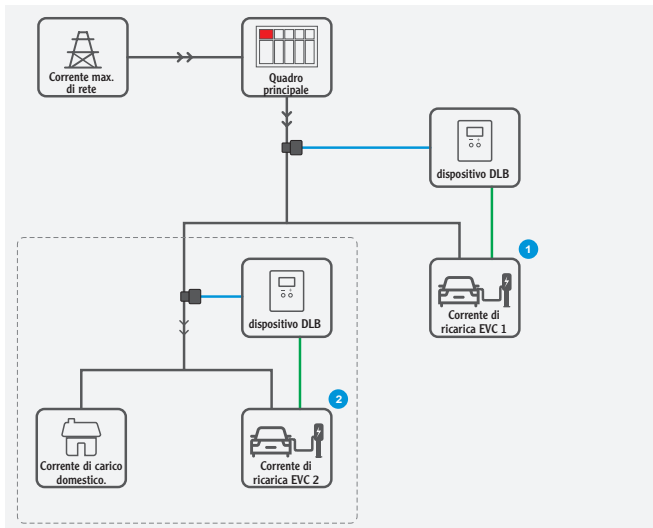 Corrente max.
di rete
Quadro
principale
dispositivo DLB
1
Corrente di
ricarica EVC 1
dispositivo DLB
2
Corrente di carico
domestico.
Corrente di
ricarica EVC 2